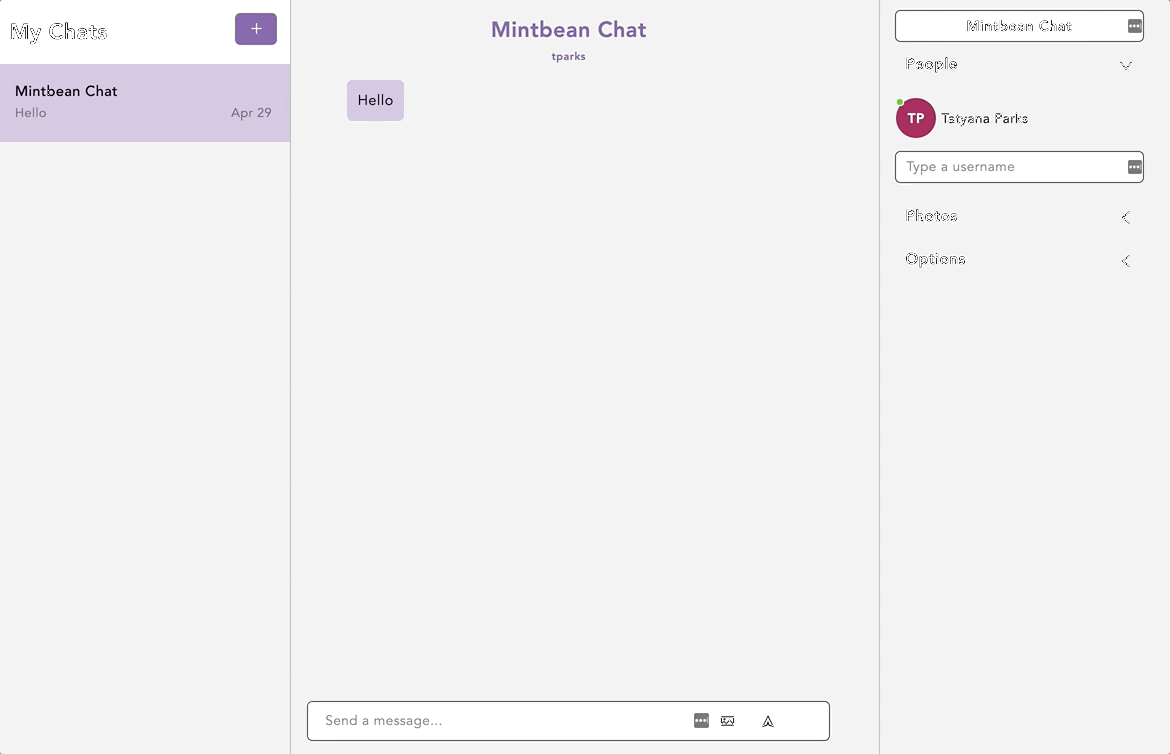 My Chats
+
Mintbean Chat
Hello
Apr 29
Mintbean Chat
tparks
Hello
Send a message...
Mintbean Chat
People
TP
Tatyana Parks
Type a username
Photos
Options